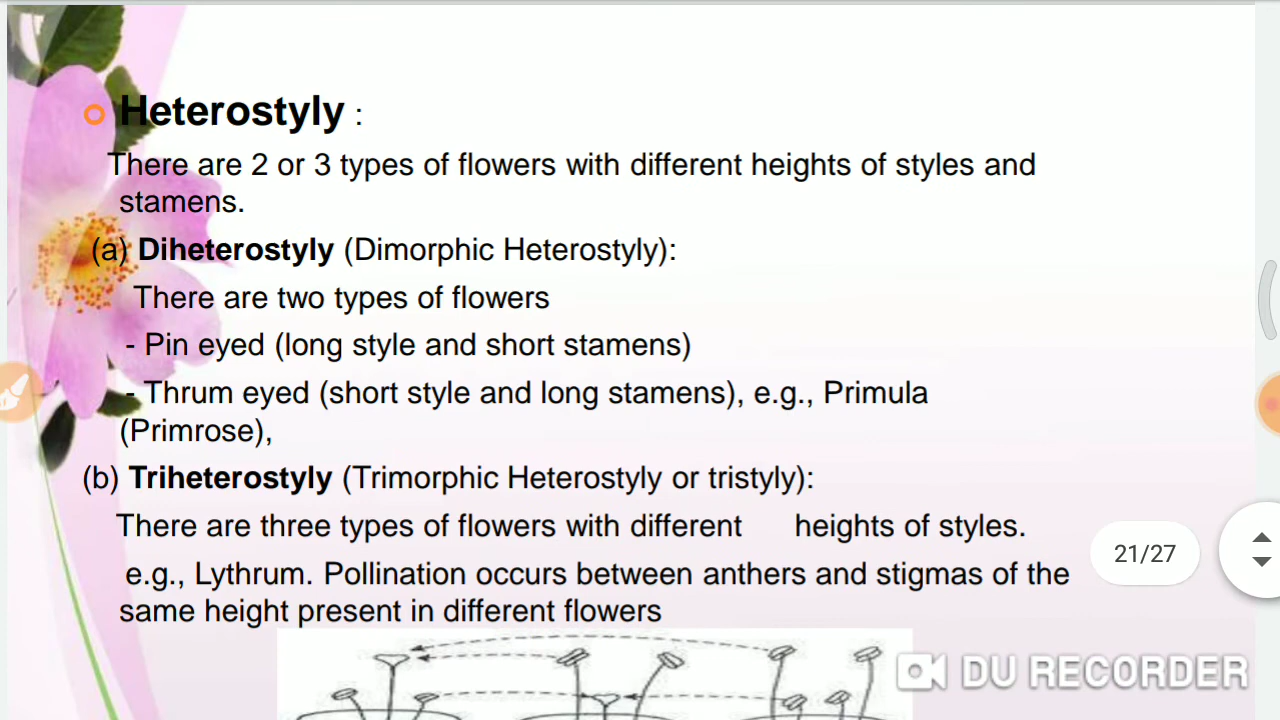 Heterostyly :
There are 2 or 3 types of flowers with different heights of styles and
stamens.
(a) Diheterostyly (Dimorphic Heterostyly):
There are two types of flowers
- Pin eyed (long style and short stamens)
- Thrum eyed (short style and long stamens), e.g., Primula
(Primrose),
(b) Triheterostyly (Trimorphic Heterostyly or tristyly):
There are three types of flowers with different heights of styles.
21/27
e.g., Lythrum. Pollination occurs between anthers and stigmas of the
same height present in different flowers
DU RECORDER